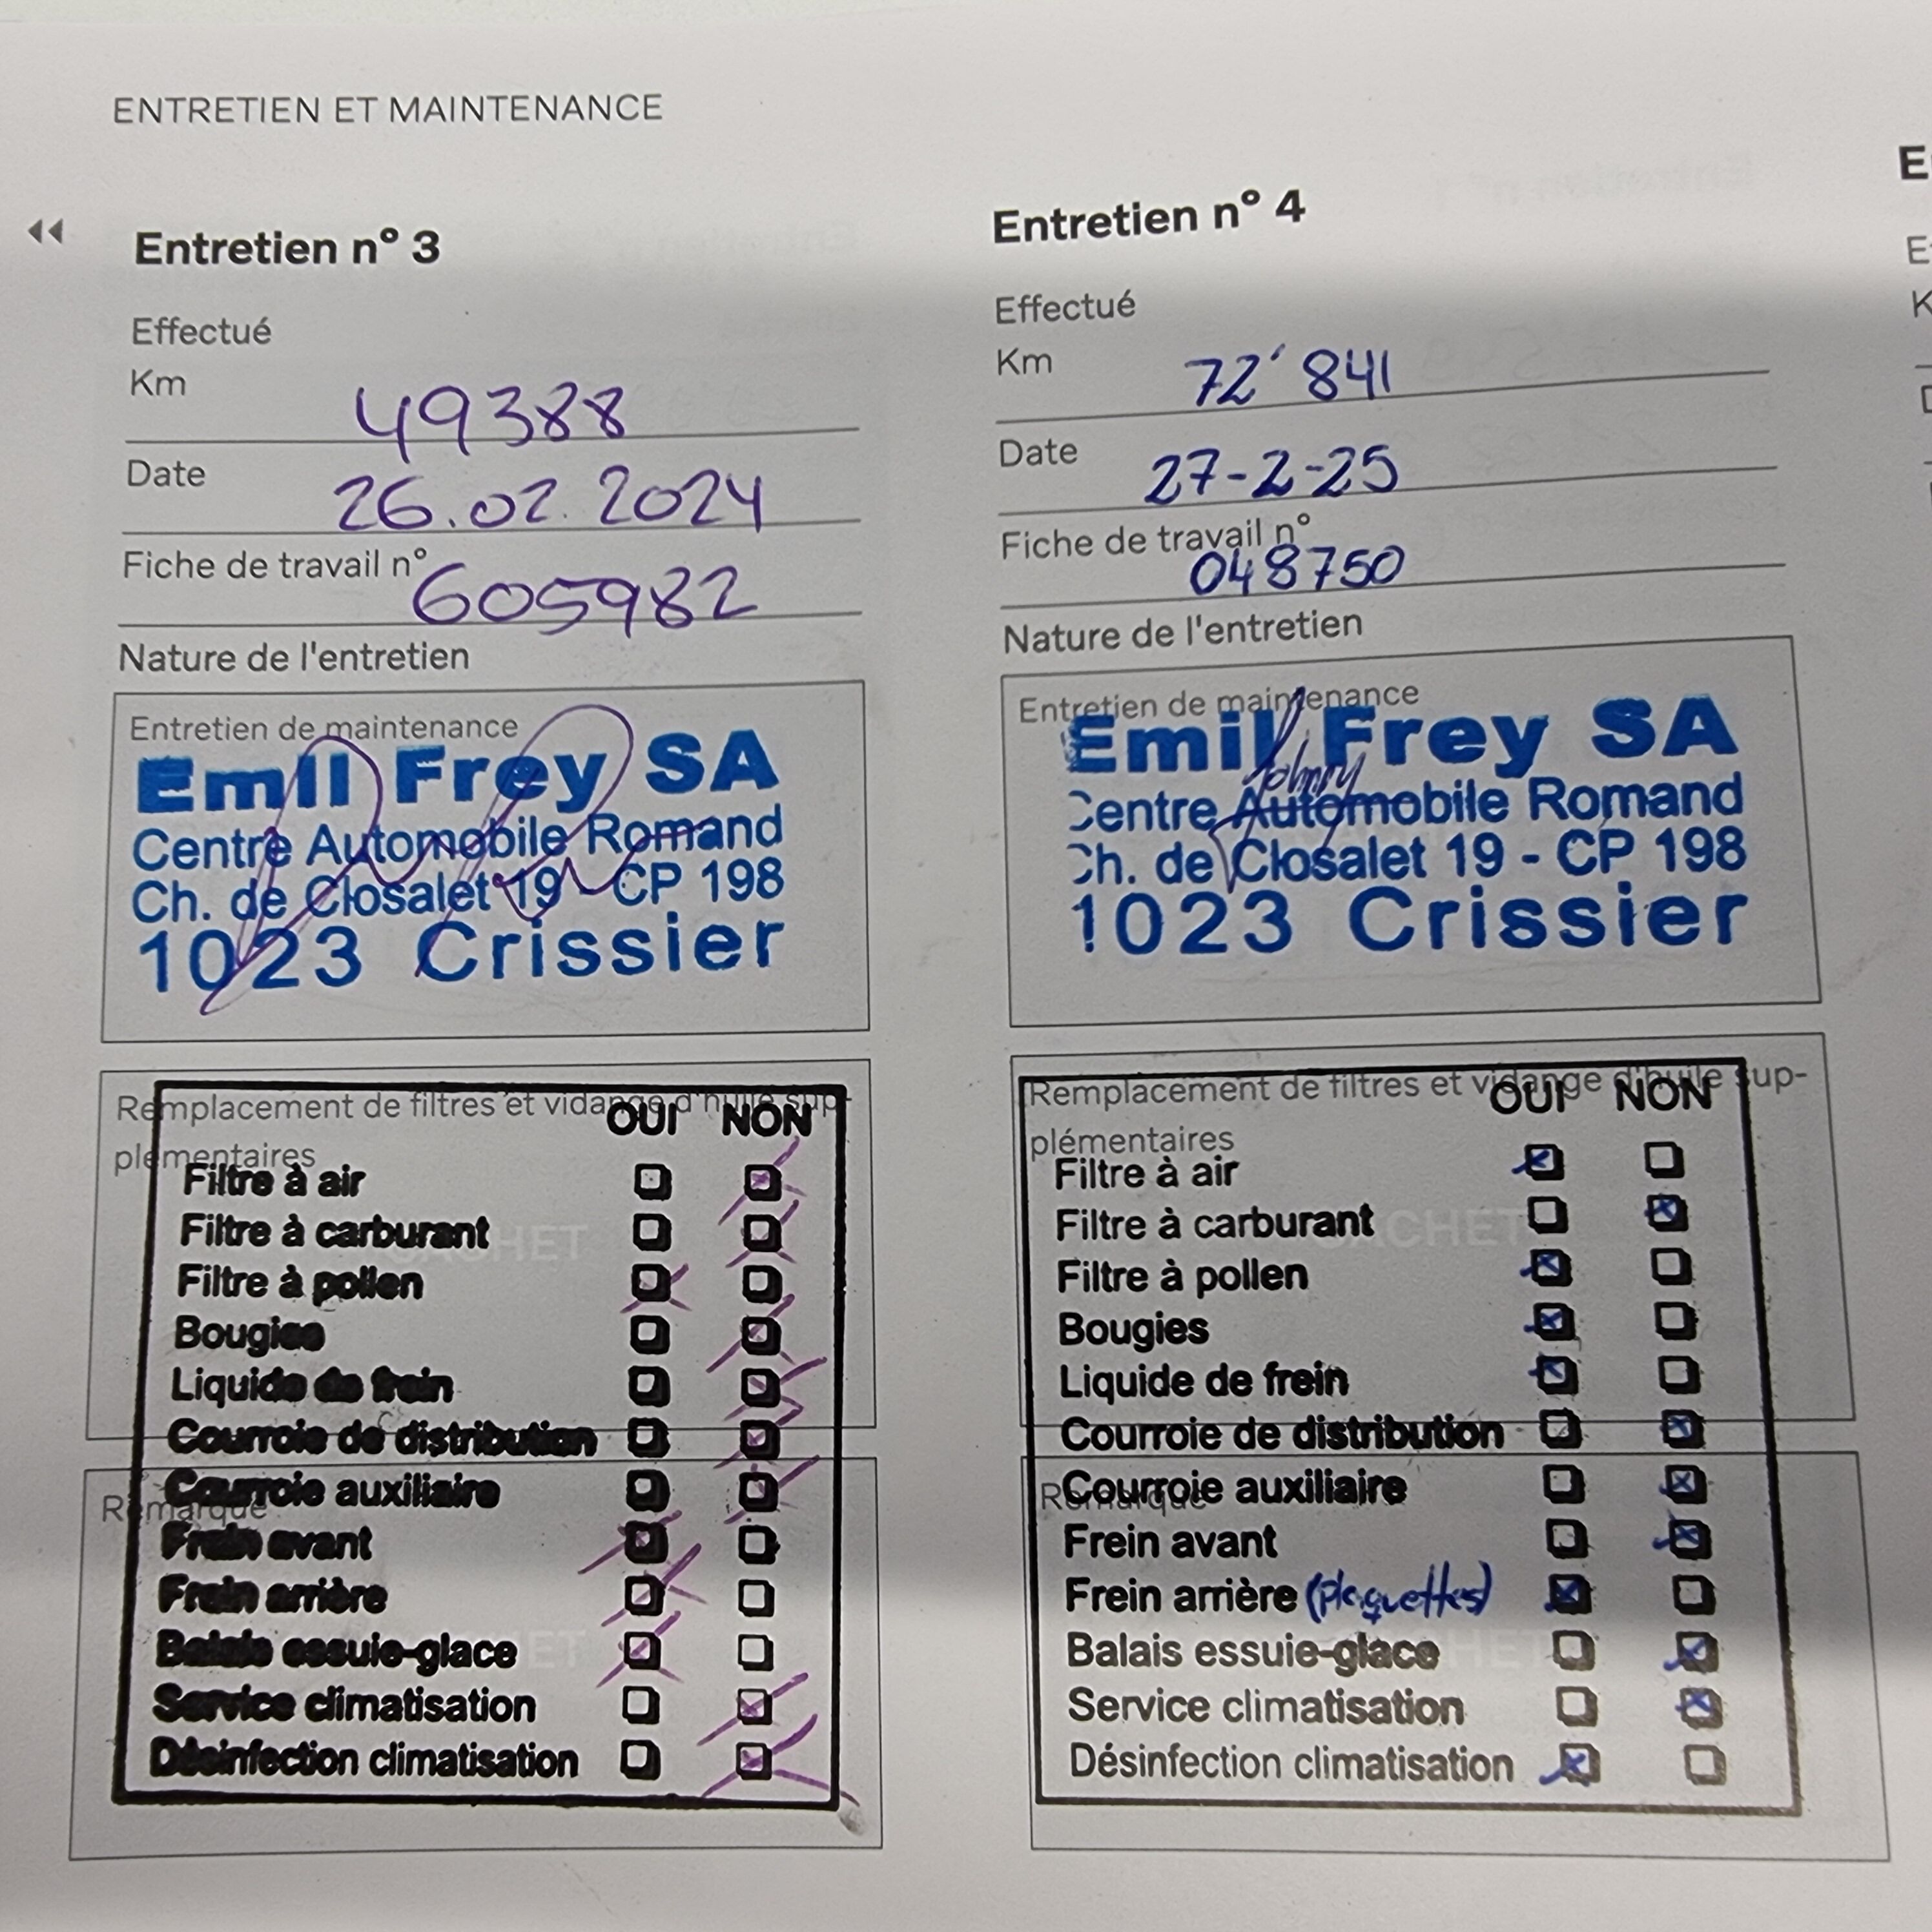 ENTRETIEN ET MAINTENANCE
Entretien n° 3
Effectué
Km
49388
Date
26.02.2024
Fiche de travail n°
605982
Nature de l'entretien
Entretien de maintenance
Emil Frey SA
Centre Automobile Romand
Ch. de Closalet 19 - CP 198
1023 Crissier
Remplacement de filtres et vidange d'huile sup-
plémentaires
OUI NON
Filtre à air
Filtre à carburant
CACHET
Filtre à pollen
Bougies
Liquide de frein
Courroie de distribution
Courroie auxiliaire
Remarque
Frein avant
Frein arrière
Balais essuie-glace
Service climatisation
Désinfection climatisation
Entretien n° 4
Effectué
Km
72'841
Date
27-2-25
Fiche de travail n°
048750
Nature de l'entretien
Entretien de maintenance
Emil Frey SA
Centre Automobile Romand
Ch. de Closalet 19 - CP 198
1023 Crissier
Remplacement de filtres et vidange d'huile sup-
plémentaires
OUI NON
Filtre à air
Filtre à carburant
CACHET
Filtre à pollen
Bougies
Liquide de frein
Courroie de distribution
Courroie auxiliaire
Remarque
Frein avant
Frein arrière (plaquettes)
Balais essuie-glace
Service climatisation
Désinfection climatisation